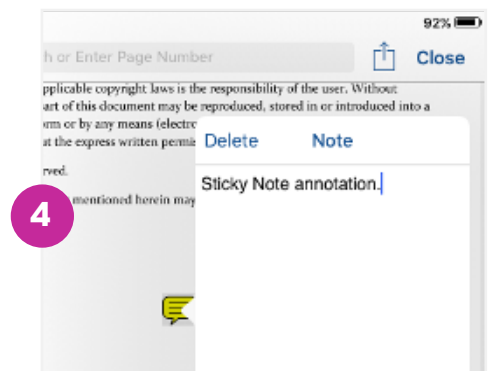 92%
h or Enter Page Number
Close
pplicable copyright laws is the responsibility of the user. Without
art of this document may be reproduced, stored in or introduced into a
rm or by any means (electro
at the express written permis
Delete Note
rved.
Sticky Note annotation.
mentioned herein may
4